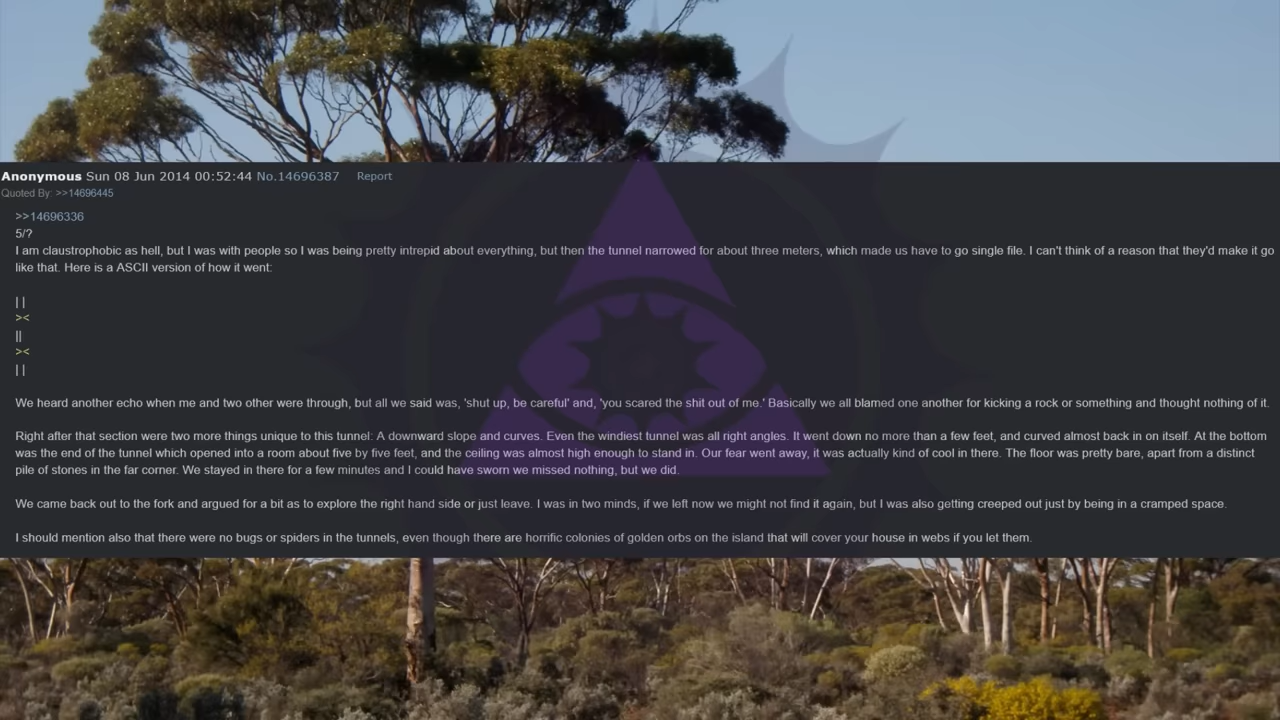 Anonymous Sun 08 Jun 2014 00:52:44 No.14696387 Report
Quoted By: >>14696445
>>14696336
5/?
I am claustrophobic as hell, but I was with people so I was being pretty intrepid about everything, but then the tunnel narrowed for about three meters, which made us have to go single file. I can't think of a reason that they'd make it go
like that. Here is a ASCII version of how it went:
| |
><
||
><
| |
We heard another echo when me and two other were through, but all we said was, 'shut up, be careful' and, 'you scared the shit out of me.' Basically we all blamed one another for kicking a rock or something and thought nothing of it.
Right after that section were two more things unique to this tunnel: A downward slope and curves. Even the windiest tunnel was all right angles. It went down no more than a few feet, and curved almost back in on itself. At the bottom
was the end of the tunnel which opened into a room about five by five feet, and the ceiling was almost high enough to stand in. Our fear went away, it was actually kind of cool in there. The floor was pretty bare, apart from a distinct
pile of stones in the far corner. We stayed in there for a few minutes and I could have sworn we missed nothing, but we did.
We came back out to the fork and argued for a bit as to explore the right hand side or just leave. I was in two minds, if we left now we might not find it again, but I was also getting creeped out just by being in a cramped space.
I should mention also that there were no bugs or spiders in the tunnels, even though there are horrific colonies of golden orbs on the island that will cover your house in webs if you let them.